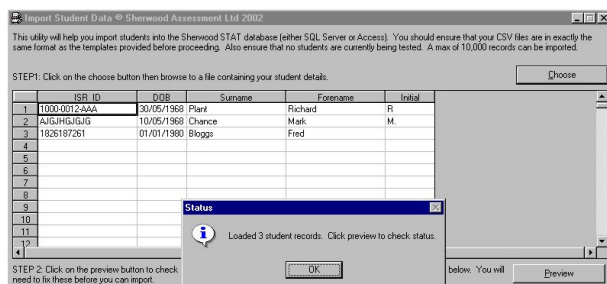 Import Student Data © Sherwood Assessment Ltd 2002
This utility will help you import students into the Sherwood STAT database (either SQL Server or Access). You should ensure that your CSV files are in exactly the
same format as the templates provided before proceeding. Also ensure that no students are currently being tested. A max of 10,000 records can be imported.
STEP1: Click on the choose button then browse to a file containing your student details.
Choose
ISR ID DOB Surname Forename Initial
1 1000-0012-AAA 30/05/1968 Plant Richard R
2 AJGJHGJGJG 10/05/1968 Chance Mark M.
3 1826187261 01/01/1980 Bloggs Fred
4
5
6
7
8
9
10
11
12
Status
Loaded 3 student records. Click preview to check status.
OK
STEP 2: Click on the preview button to check below. You will
need to fix these before you can import.
Preview